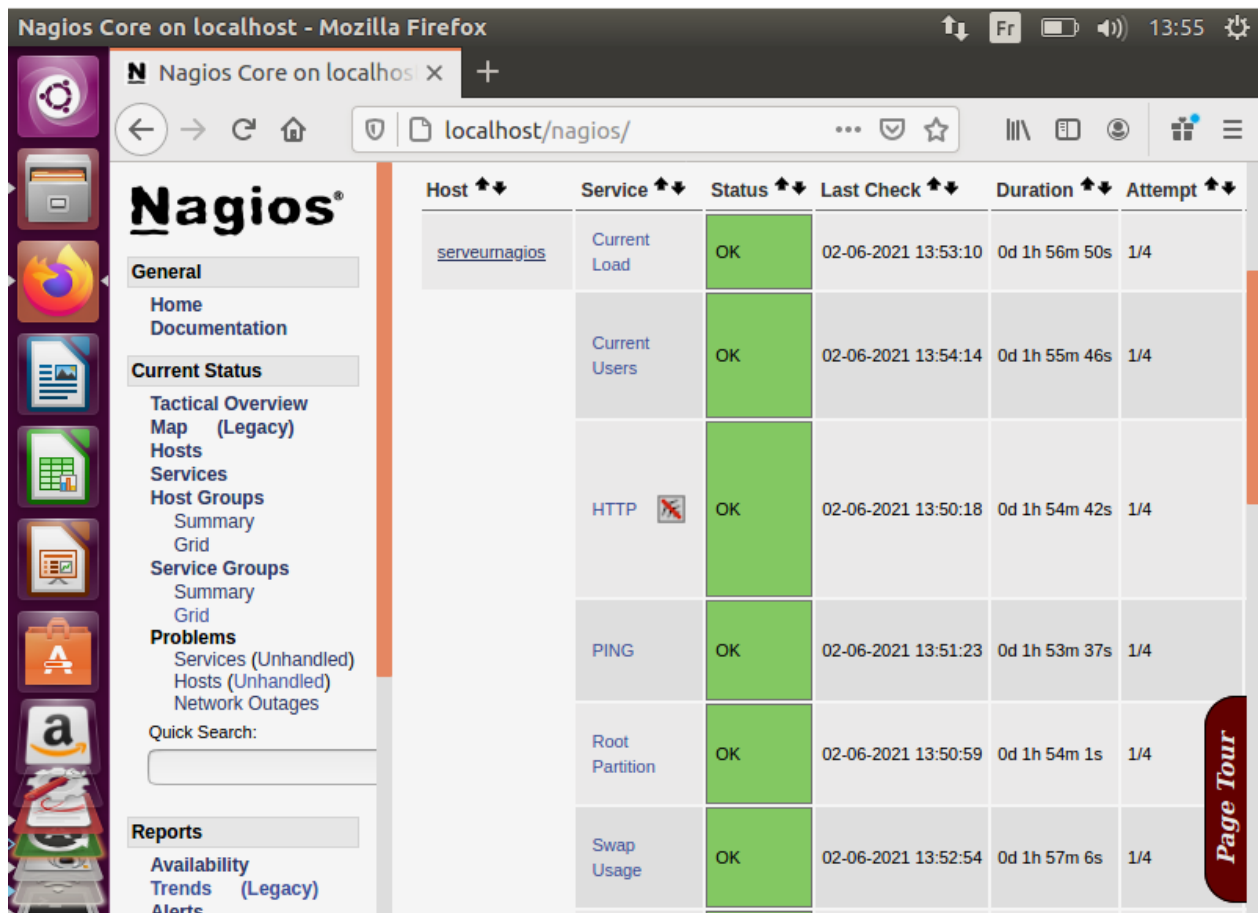 Nagios Core on localhost - Mozilla Firefox
Fr
13:55
N Nagios Core on localhos
localhost/nagios/
Nagios®
General
Home
Documentation
Current Status
Tactical Overview
Map (Legacy)
Hosts
Services
Host Groups
Summary
Grid
Service Groups
Summary
Grid
Problems
Services (Unhandled)
Hosts (Unhandled)
Network Outages
Quick Search:
Reports
Availability
Trends (Legacy)
Alerts
Host Service Status Last Check Duration Attempt
serveurnagios Current Load OK 02-06-2021 13:53:10 0d 1h 56m 50s 1/4
Current Users OK 02-06-2021 13:54:14 0d 1h 55m 46s 1/4
HTTP OK 02-06-2021 13:50:18 0d 1h 54m 42s 1/4
PING OK 02-06-2021 13:51:23 0d 1h 53m 37s 1/4
Root Partition OK 02-06-2021 13:50:59 0d 1h 54m 1s 1/4
Swap Usage OK 02-06-2021 13:52:54 0d 1h 57m 6s 1/4
Page Tour
A
a